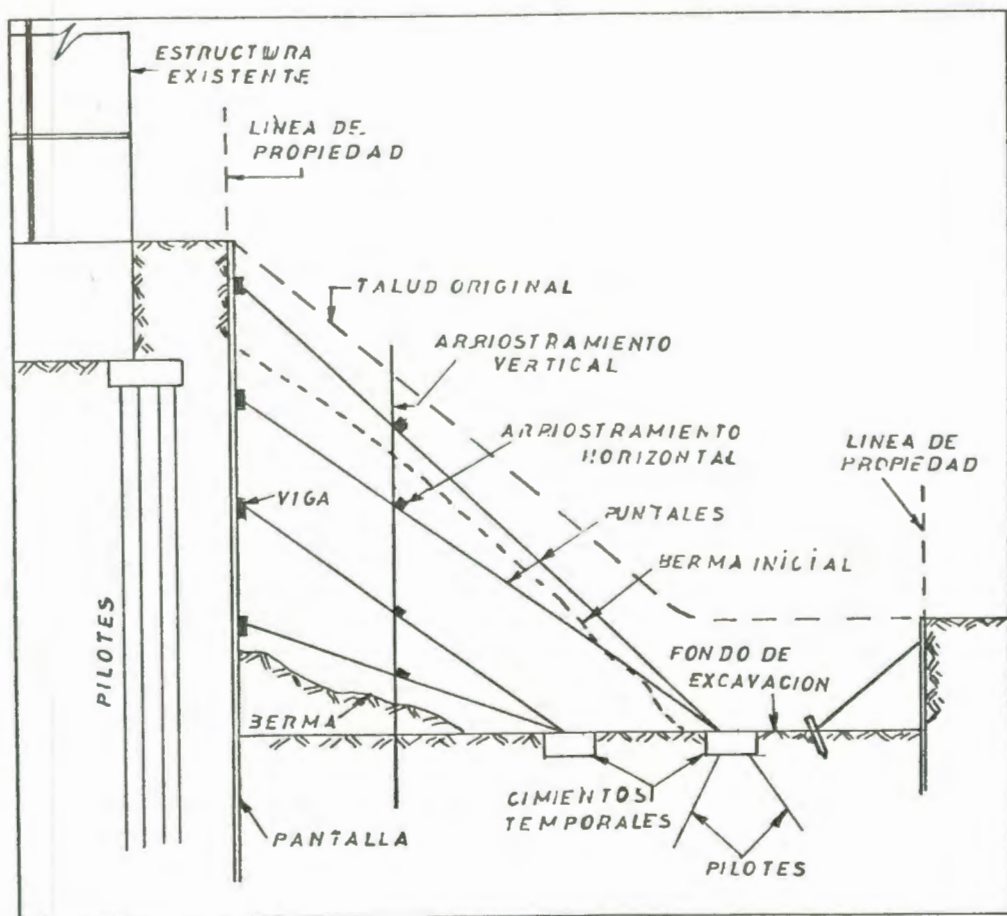 ESTRUCTURA
EXISTENTE
LINEA DE
PROPIEDAD
TALUD ORIGINAL
ARRIOSTRAMIENTO
VERTICAL
ARRIOSTRAMIENTO
HORIZONTAL
LINEA DE
PROPIEDAD
VIGA
PUNTALES
BERMA INICIAL
PILOTES
FONDO DE
EXCAVACION
BERMA
CIMIENTOS
TEMPORALES
PANTALLA
PILOTES